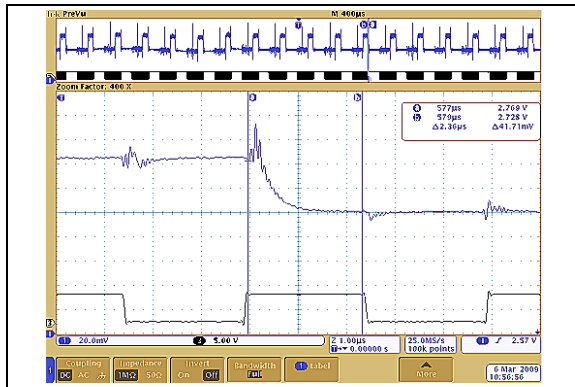 Tek PreVu M 400µs
Zoom Factor: 400 X
a 577µs 2.769 V
b 579µs 2.728 V
Δ2.36µs Δ41.71mV
1 20.0mV 2 5.00 V Z 1.00µs 25.0MS/s 1 2.57 V
T 0.00000 s 100k points
Coupling Impedance Invert Bandwidth 1 Label
DC AC 1MΩ 50Ω On Off Full More
6 Mar 2009
10:56:56